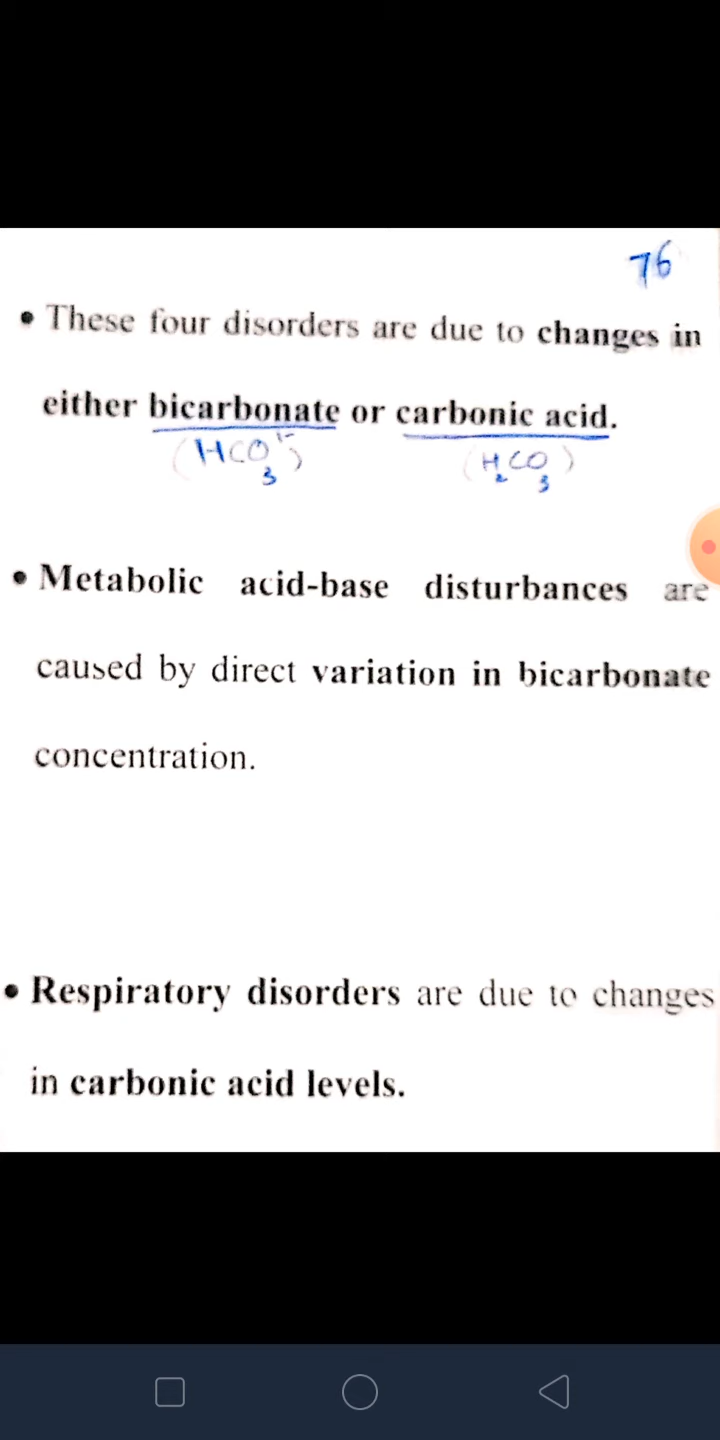 76
• These four disorders are due to changes in
either bicarbonate or carbonic acid.
(HCO₃⁻) (H₂CO₃)
• Metabolic acid-base disturbances are
caused by direct variation in bicarbonate
concentration.
• Respiratory disorders are due to changes
in carbonic acid levels.